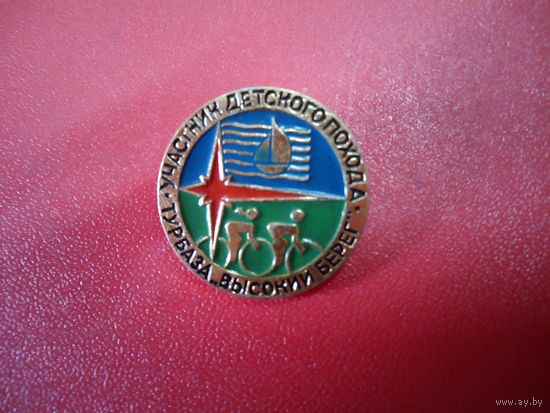 УЧАСТНИК ДЕТСКОГО ПОХОДА
ТУРБАЗА „ВЫСОКИЙ БЕРЕГ"
www.ay.by